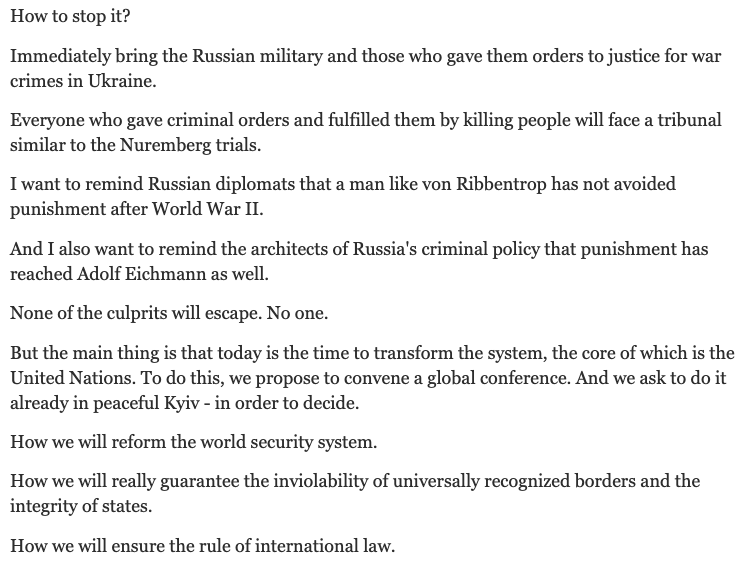 How to stop it?
Immediately bring the Russian military and those who gave them orders to justice for war
crimes in Ukraine.
Everyone who gave criminal orders and fulfilled them by killing people will face a tribunal
similar to the Nuremberg trials.
I want to remind Russian diplomats that a man like von Ribbentrop has not avoided
punishment after World War II.
And I also want to remind the architects of Russia's criminal policy that punishment has
reached Adolf Eichmann as well.
None of the culprits will escape. No one.
But the main thing is that today is the time to transform the system, the core of which is the
United Nations. To do this, we propose to convene a global conference. And we ask to do it
already in peaceful Kyiv - in order to decide.
How we will reform the world security system.
How we will really guarantee the inviolability of universally recognized borders and the
integrity of states.
How we will ensure the rule of international law.